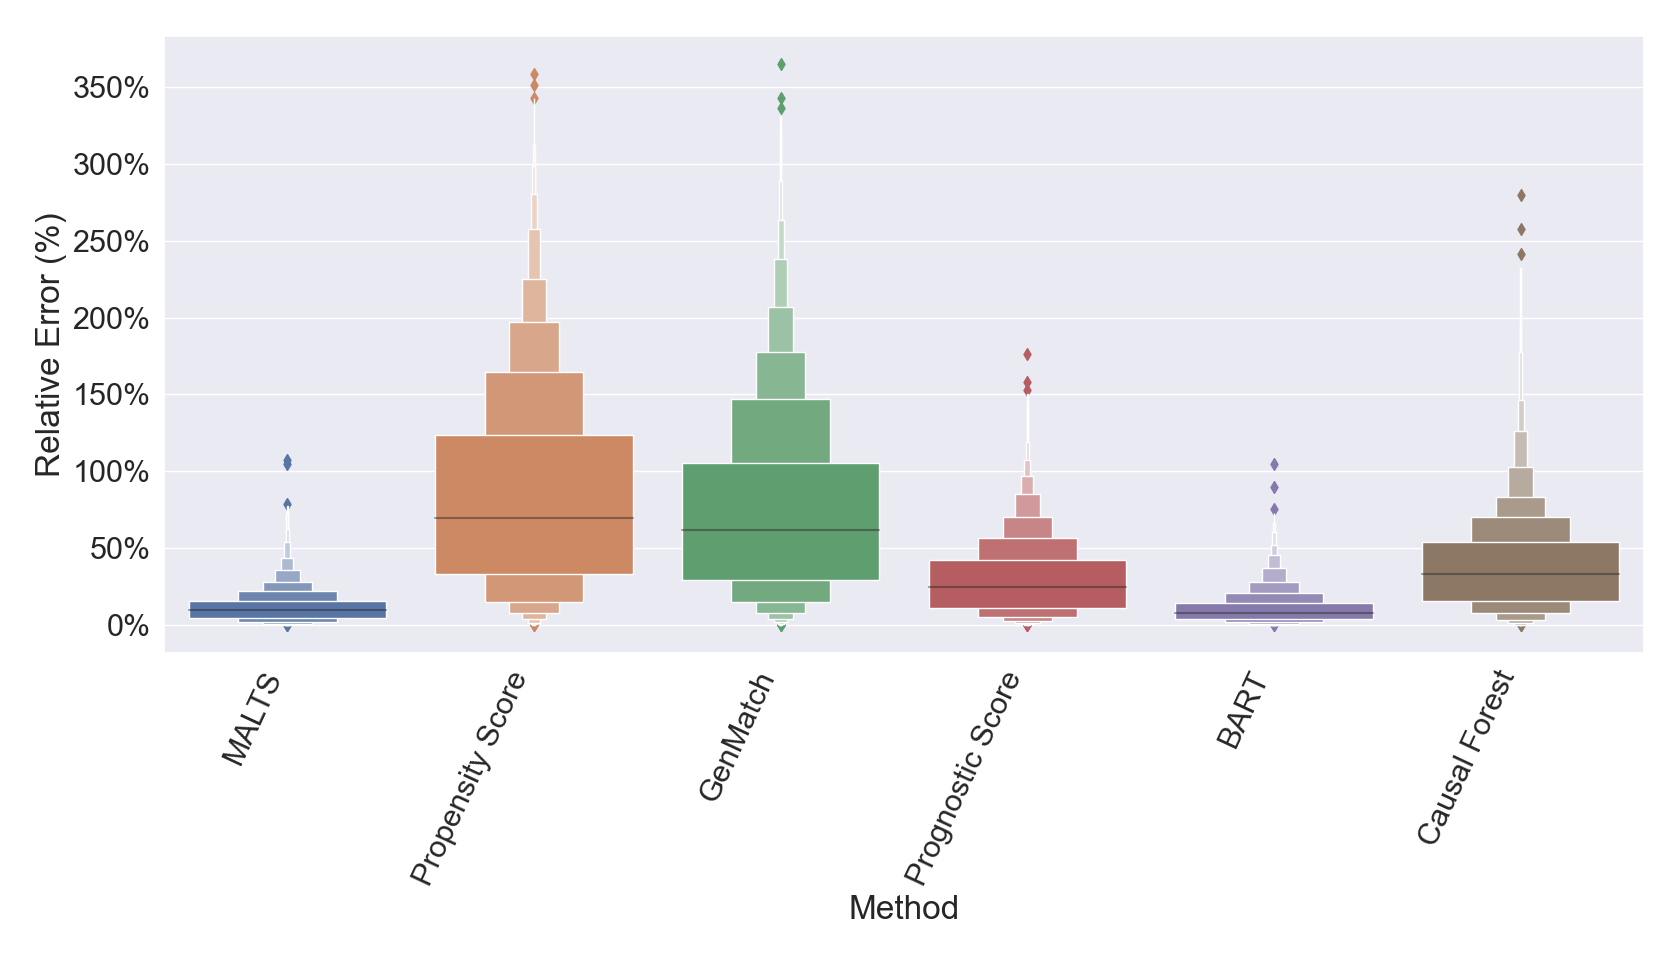 Relative Error (%)
350%
300%
250%
200%
150%
100%
50%
0%
MALTS
Propensity Score
GenMatch
Prognostic Score
BART
Causal Forest
Method